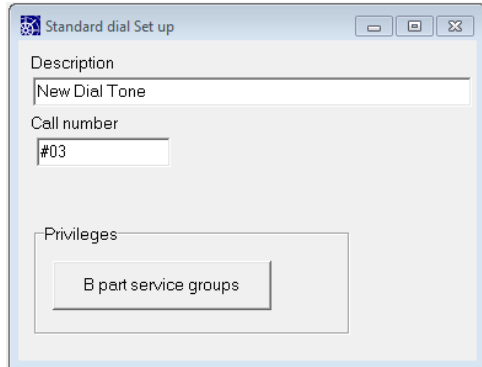 Standard dial Set up
Description
New Dial Tone
Call number
#03
Privileges
B part service groups